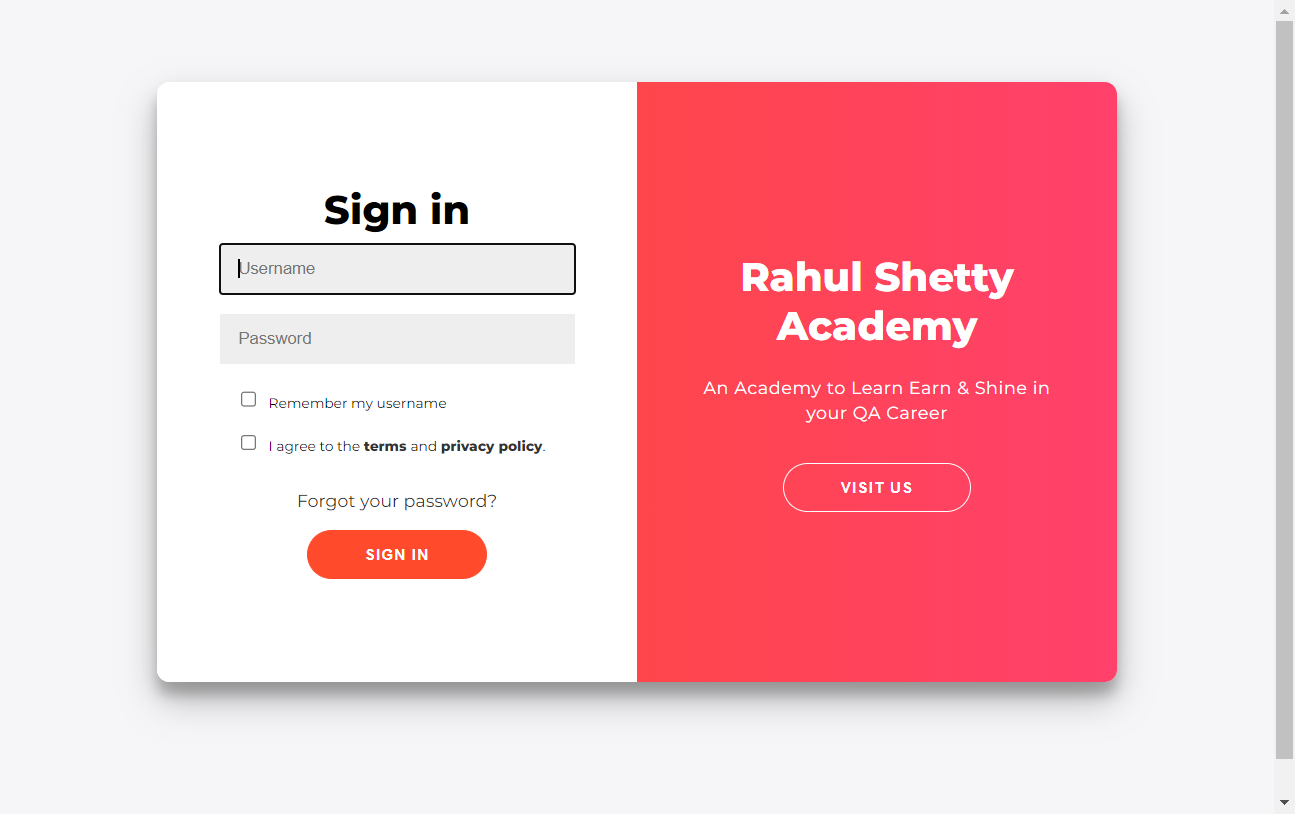 Sign in
Username
Password
Remember my username
I agree to the terms and privacy policy.
Forgot your password?
SIGN IN
Rahul Shetty
Academy
An Academy to Learn Earn & Shine in
your QA Career
VISIT US